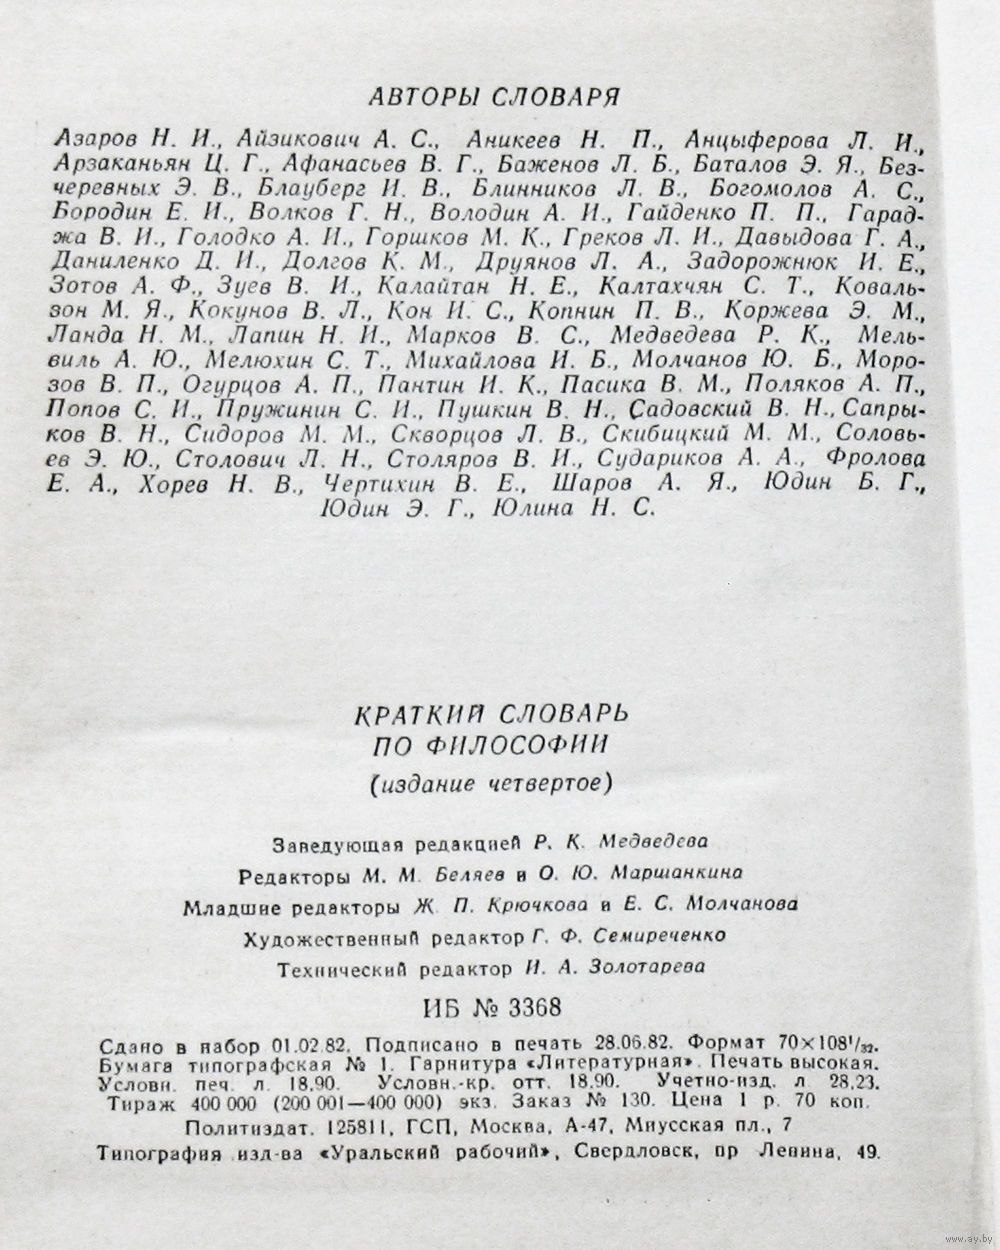 АВТОРЫ СЛОВАРЯ
Азаров Н. И., Айзикович А. С., Аникеев Н. П., Анцыферова Л. И.,
Арзаканьян Ц. Г., Афанасьев В. Г., Баженов Л. Б., Баталов Э. Я., Без-
черевных Э. В., Блауберг И. В., Блинников Л. В., Богомолов А. С.,
Бородин Е. И., Волков Г. Н., Володин А. И., Гайденко П. П., Гарад-
жа В. И., Голодко А. И., Горшков М. К., Греков Л. И., Давыдова Г. А.,
Даниленко Д. И., Долгов К. М., Друянов Л. А., Задорожнюк И. Е.,
Зотов А. Ф., Зуев В. И., Калайтан Н. Е., Калтахчян С. Т., Коваль-
зон М. Я., Кокунов В. Л., Кон И. С., Копнин П. В., Коржева Э. М.,
Ланда Н. М., Лапин Н. И., Марков В. С., Медведева Р. К., Мель-
виль А. Ю., Мелюхин С. Т., Михайлова И. Б., Молчанов Ю. Б., Моро-
зов В. П., Огурцов А. П., Пантин И. К., Пасика В. М., Поляков А. П.,
Попов С. И., Пружинин С. И., Пушкин В. Н., Садовский В. Н., Сапры-
ков В. Н., Сидоров М. М., Скворцов Л. В., Скибицкий М. М., Соловь-
ев Э. Ю., Столович Л. Н., Столяров В. И., Судариков А. А., Фролова
Е. А., Хорев Н. В., Чертихин В. Е., Шаров А. Я., Юдин Б. Г.,
Юдин Э. Г., Юлина Н. С.
КРАТКИЙ СЛОВАРЬ
ПО ФИЛОСОФИИ
(издание четвертое)
Заведующая редакцией Р. К. Медведева
Редакторы М. М. Беляев и О. Ю. Маршанкина
Младшие редакторы Ж. П. Крючкова и Е. С. Молчанова
Художественный редактор Г. Ф. Семиреченко
Технический редактор И. А. Золотарева
ИБ № 3368
Сдано в набор 01.02.82. Подписано в печать 28.06.82. Формат 70×108¹/₃₂.
Бумага типографская № 1. Гарнитура «Литературная». Печать высокая.
Условн. печ. л. 18,90. Условн.-кр. отт. 18,90. Учетно-изд. л. 28,23.
Тираж 400 000 (200 001—400 000) экз. Заказ № 130. Цена 1 р. 70 коп.
Политиздат. 125811, ГСП, Москва, А-47, Миусская пл., 7
Типография изд-ва «Уральский рабочий», Свердловск, пр Ленина, 49.
www.ay.by